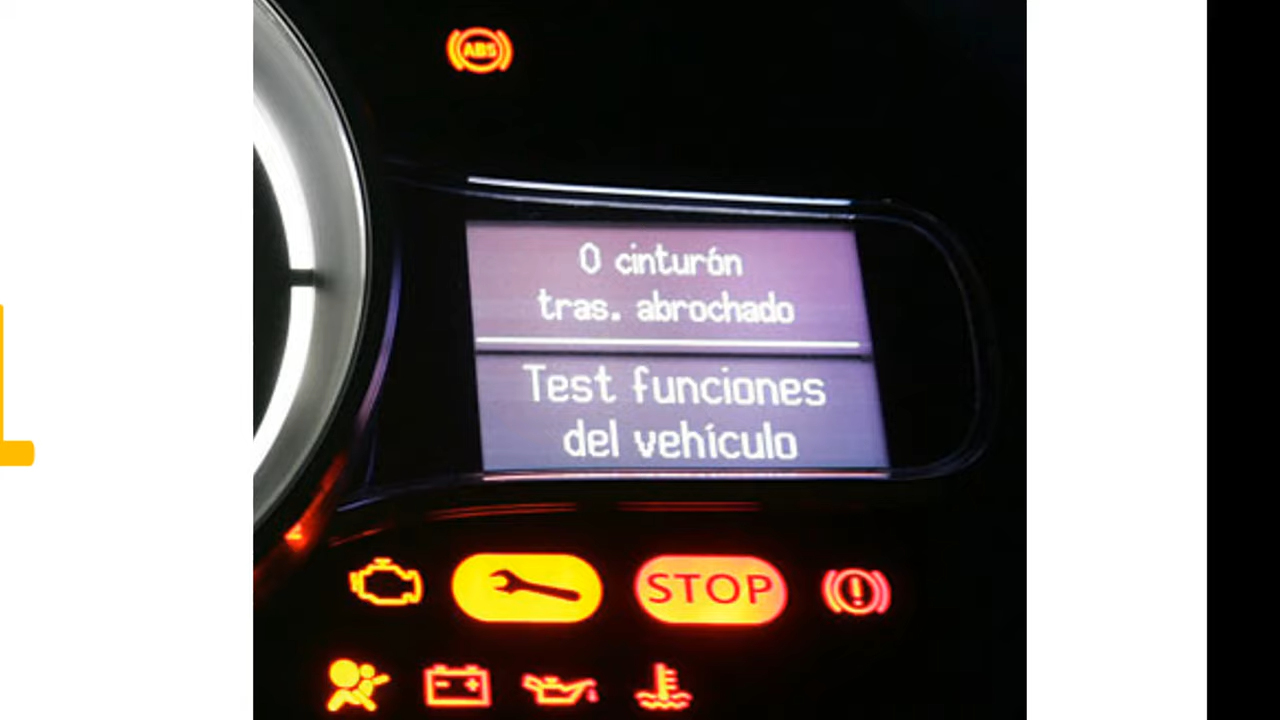 ABS
0 cinturón
tras. abrochado
Test funciones
del vehículo
STOP